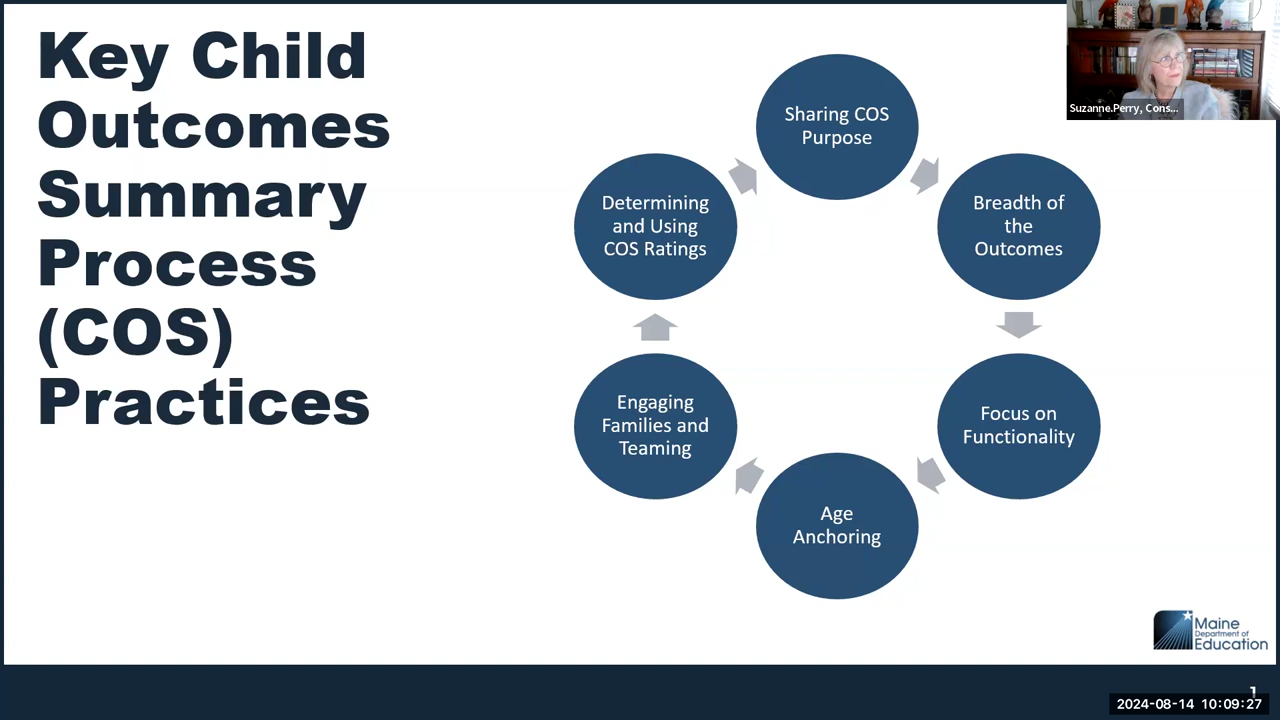 Key Child
Outcomes
Summary
Process
(COS)
Practices
Sharing COS
Purpose
Breadth of
the
Outcomes
Focus on
Functionality
Age
Anchoring
Engaging
Families and
Teaming
Determining
and Using
COS Ratings
Suzanne.Perry, Cons...
Maine
Department of
Education
1
2024-08-14 10:09:27